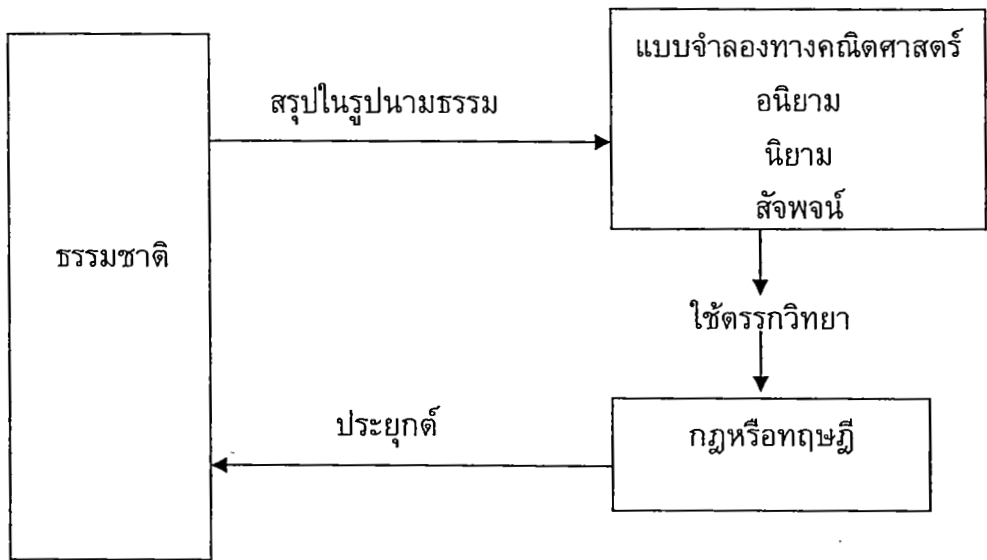 แบบจำลองทางคณิตศาสตร์
สรุปในรูปนามธรรม
อนิยาม
นิยาม
สัจพจน์
ธรรมชาติ
ใช้ตรรกวิทยา
ประยุกต์
กฎหรือทฤษฎี